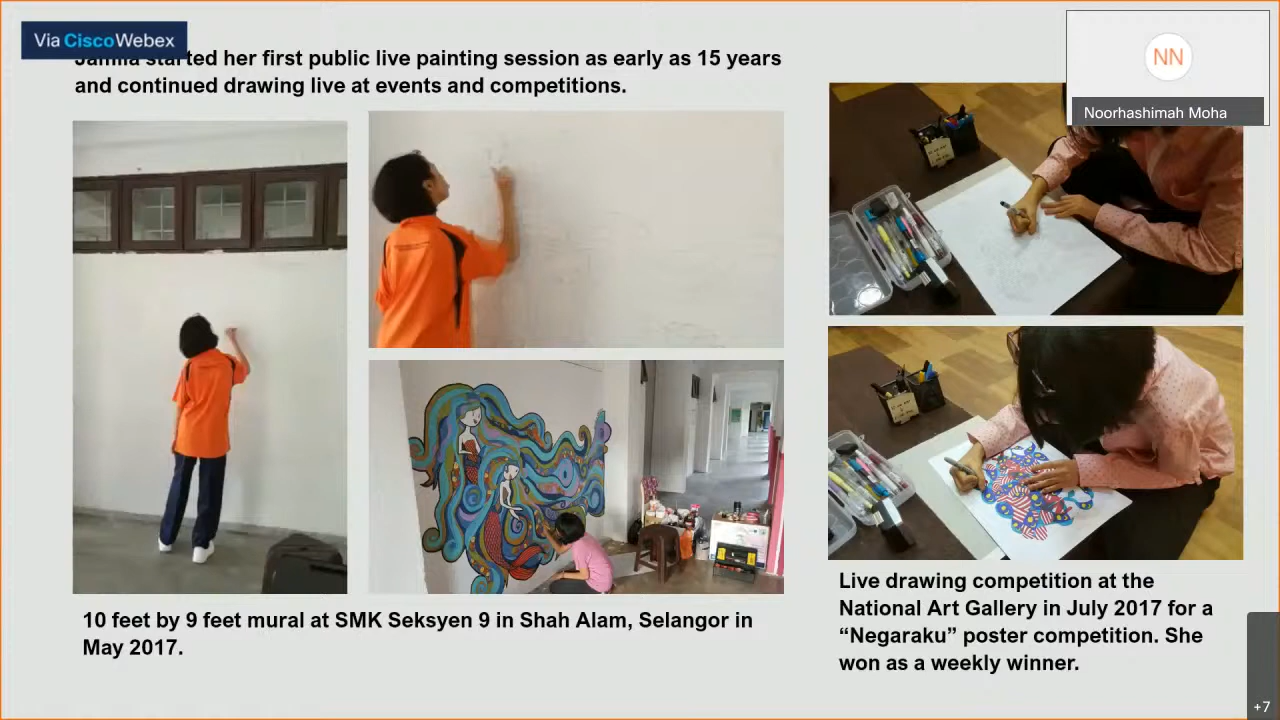 Via Cisco Webex
started her first public live painting session as early as 15 years
and continued drawing live at events and competitions.
NN
Noorhashimah Moha
10 feet by 9 feet mural at SMK Seksyen 9 in Shah Alam, Selangor in
May 2017.
Live drawing competition at the
National Art Gallery in July 2017 for a
“Negaraku” poster competition. She
won as a weekly winner.
+7